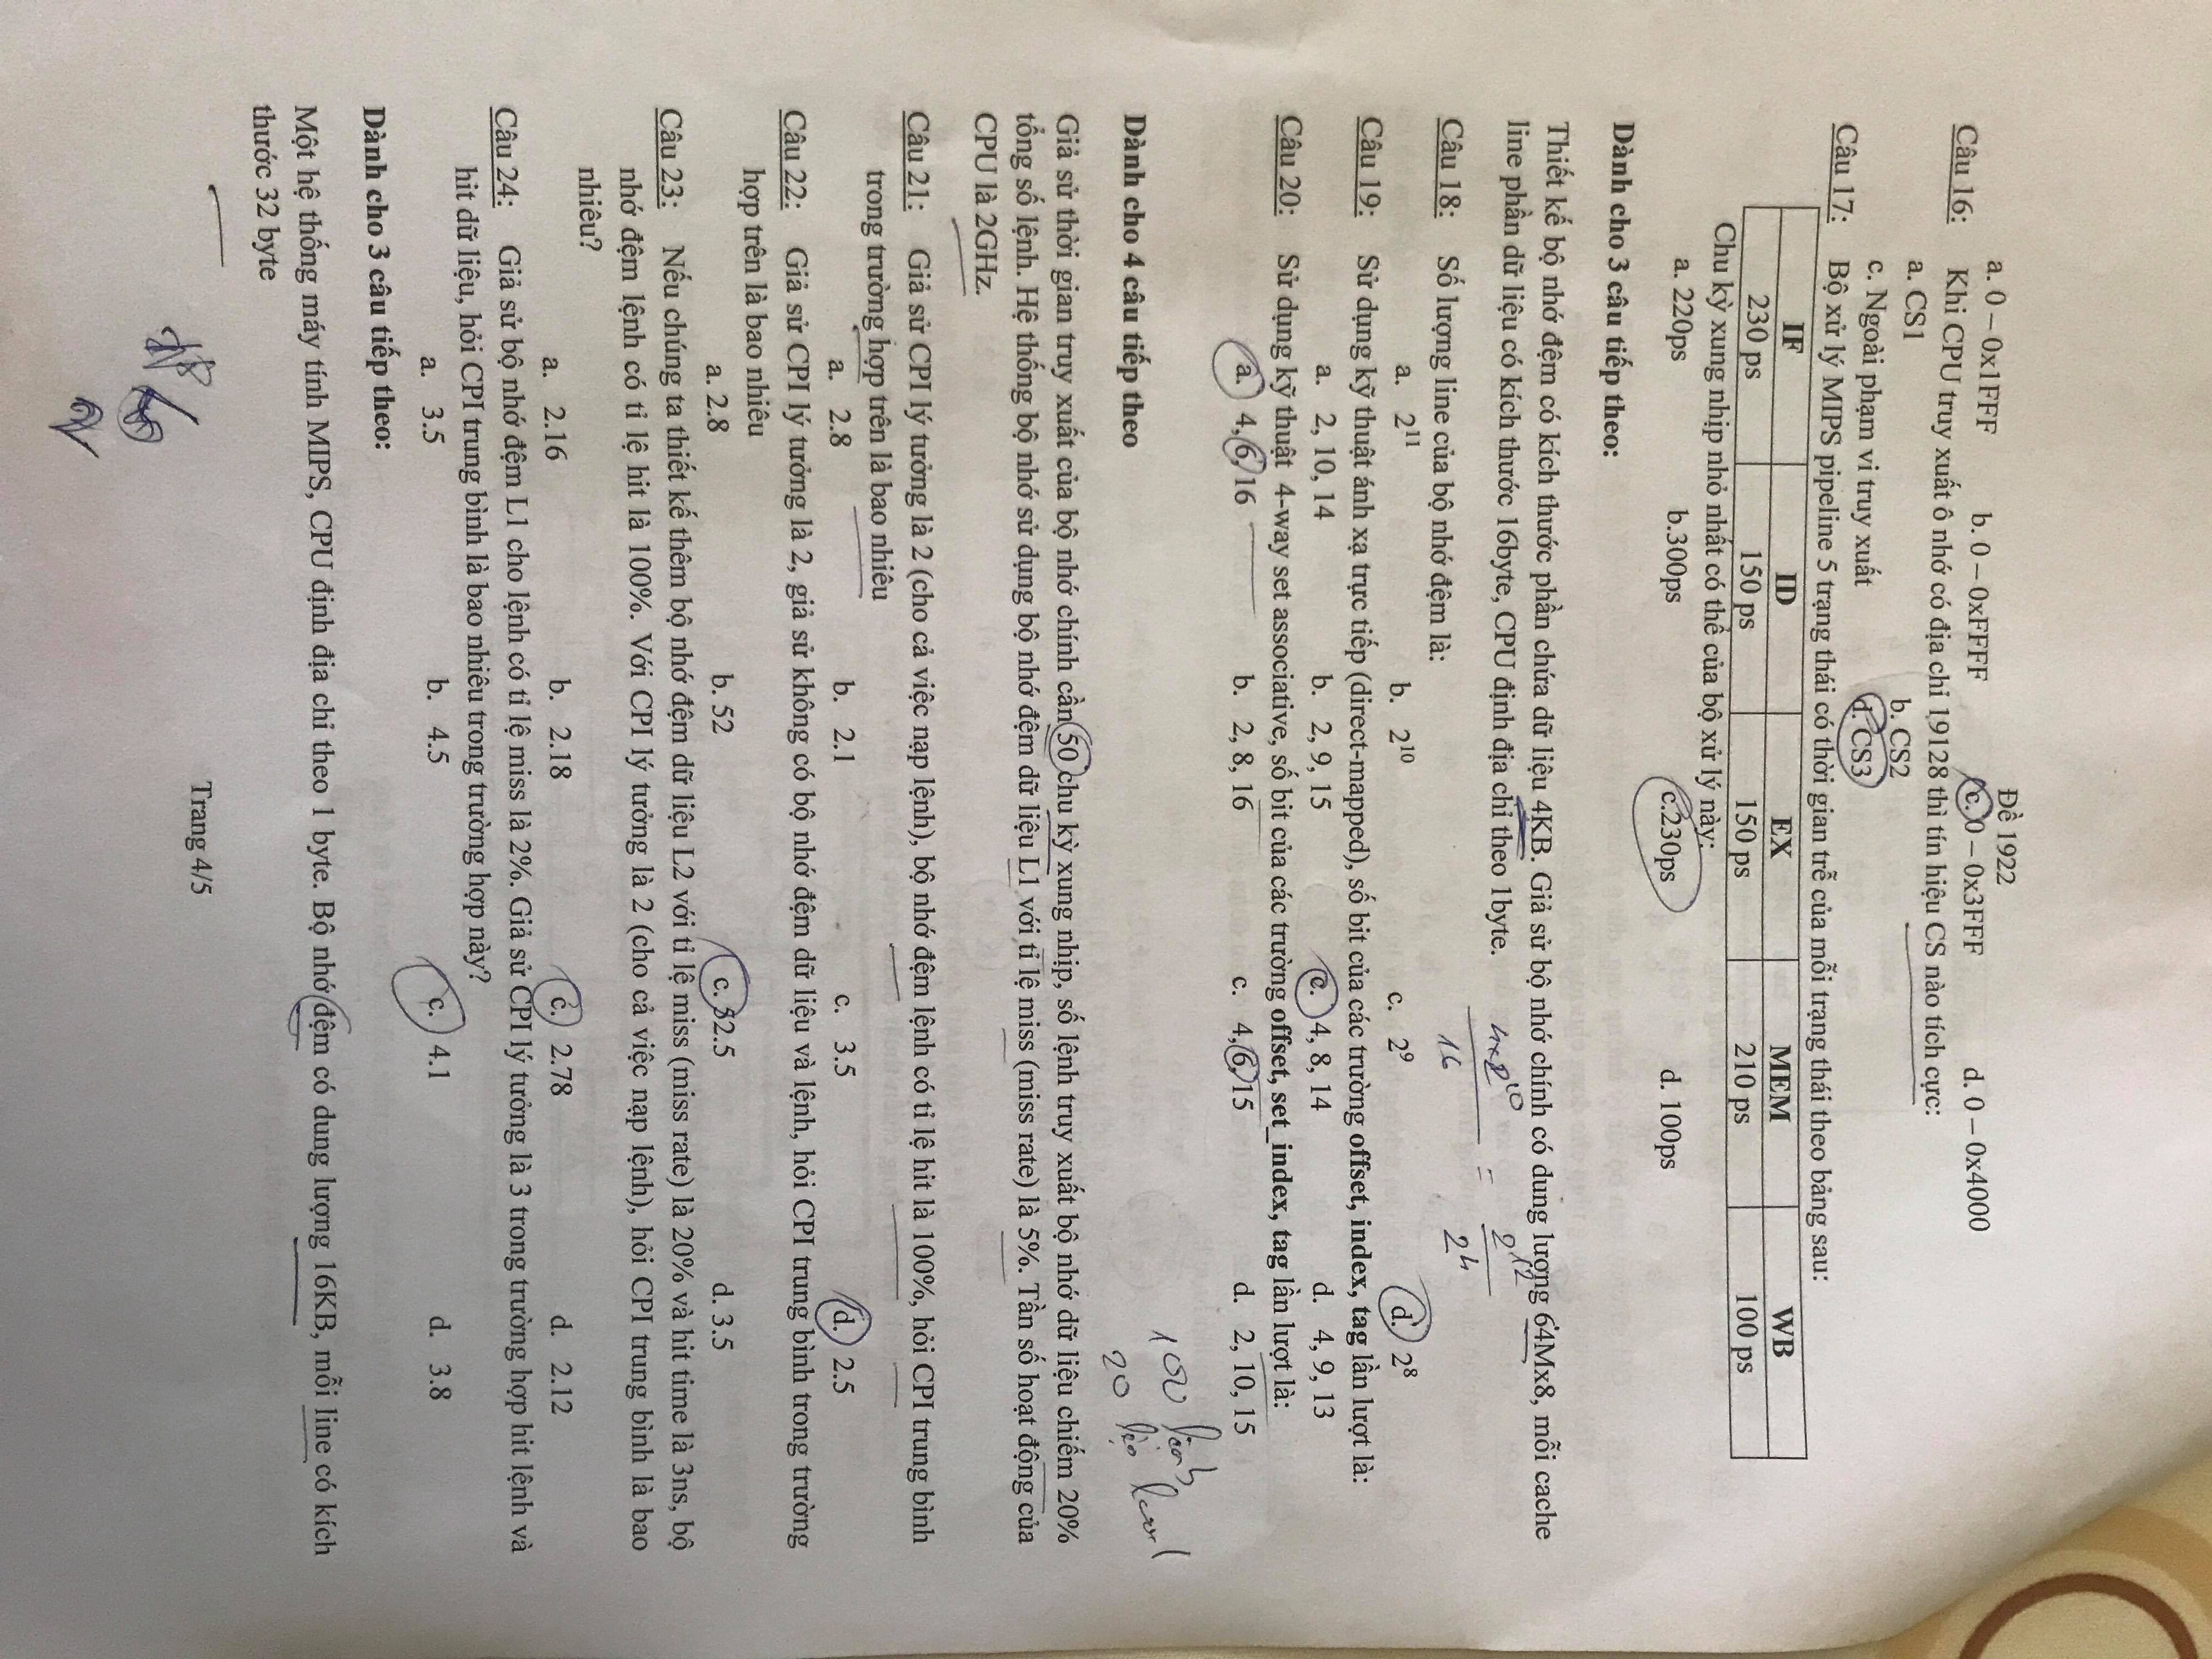 Đề 1922
a. 0 – 0x1FFF b. 0 – 0xFFFF c. 0 – 0x3FFF d. 0 – 0x4000
Câu 16: Khi CPU truy xuất ô nhớ có địa chỉ 19128 thì tín hiệu CS nào tích cực:
a. CS1 b. CS2
c. Ngoài phạm vi truy xuất d. CS3
Câu 17: Bộ xử lý MIPS pipeline 5 trạng thái có thời gian trễ của mỗi trạng thái theo bảng sau:
IF ID EX MEM WB
230 ps 150 ps 150 ps 210 ps 100 ps
Chu kỳ xung nhịp nhỏ nhất có thể của bộ xử lý này:
a. 220ps b.300ps c.230ps d. 100ps
Dành cho 3 câu tiếp theo:
Thiết kế bộ nhớ đệm có kích thước phần chứa dữ liệu 4KB. Giả sử bộ nhớ chính có dung lượng 64Mx8, mỗi cache
line phần dữ liệu có kích thước 16byte, CPU định địa chỉ theo 1byte.
4×2¹⁰ = 2¹²
16 2⁴
Câu 18: Số lượng line của bộ nhớ đệm là:
a. 2¹¹ b. 2¹⁰ c. 2⁹ d. 2⁸
Câu 19: Sử dụng kỹ thuật ánh xạ trực tiếp (direct-mapped), số bit của các trường offset, index, tag lần lượt là:
a. 2, 10, 14 b. 2, 9, 15 c. 4, 8, 14 d. 4, 9, 13
Câu 20: Sử dụng kỹ thuật 4-way set associative, số bit của các trường offset, set_index, tag lần lượt là:
a. 4, 6, 16 b. 2, 8, 16 c. 4, 6, 15 d. 2, 10, 15
100 lệnh
20
Dành cho 4 câu tiếp theo
Giả sử thời gian truy xuất của bộ nhớ chính cần 50 chu kỳ xung nhịp, số lệnh truy xuất bộ nhớ dữ liệu chiếm 20%
tổng số lệnh. Hệ thống bộ nhớ sử dụng bộ nhớ đệm dữ liệu L1 với tỉ lệ miss (miss rate) là 5%. Tần số hoạt động của
CPU là 2GHz.
Câu 21: Giả sử CPI lý tưởng là 2 (cho cả việc nạp lệnh), bộ nhớ đệm lệnh có tỉ lệ hit là 100%, hỏi CPI trung bình
trong trường hợp trên là bao nhiêu
a. 2.8 b. 2.1 c. 3.5 d. 2.5
Câu 22: Giả sử CPI lý tưởng là 2, giả sử không có bộ nhớ đệm dữ liệu và lệnh, hỏi CPI trung bình trong trường
hợp trên là bao nhiêu
a. 2.8 b. 52 c. 52.5 d. 3.5
Câu 23: Nếu chúng ta thiết kế thêm bộ nhớ đệm dữ liệu L2 với tỉ lệ miss (miss rate) là 20% và hit time là 3ns, bộ
nhớ đệm lệnh có tỉ lệ hit là 100%. Với CPI lý tưởng là 2 (cho cả việc nạp lệnh), hỏi CPI trung bình là bao
nhiêu?
a. 2.16 b. 2.18 c. 2.78 d. 2.12
Câu 24: Giả sử bộ nhớ đệm L1 cho lệnh có tỉ lệ miss là 2%. Giả sử CPI lý tưởng là 3 trong trường hợp hit lệnh và
hit dữ liệu, hỏi CPI trung bình là bao nhiêu trong trường hợp này?
a. 3.5 b. 4.5 c. 4.1 d. 3.8
Dành cho 3 câu tiếp theo:
Một hệ thống máy tính MIPS, CPU định địa chỉ theo 1 byte. Bộ nhớ đệm có dung lượng 16KB, mỗi line có kích
thước 32 byte
Trang 4/5